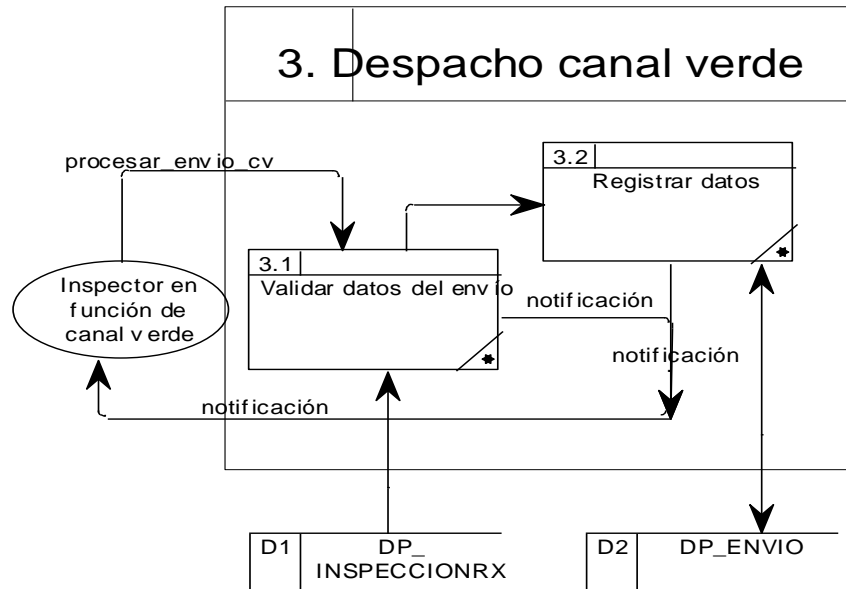 3. Despacho canal verde
procesar_envio_cv
3.2
Registrar datos
3.1
Validar datos del envío
Inspector en
función de
canal verde
notificación
notificación
notificación
D1
DP_
INSPECCIONRX
D2
DP_ENVIO